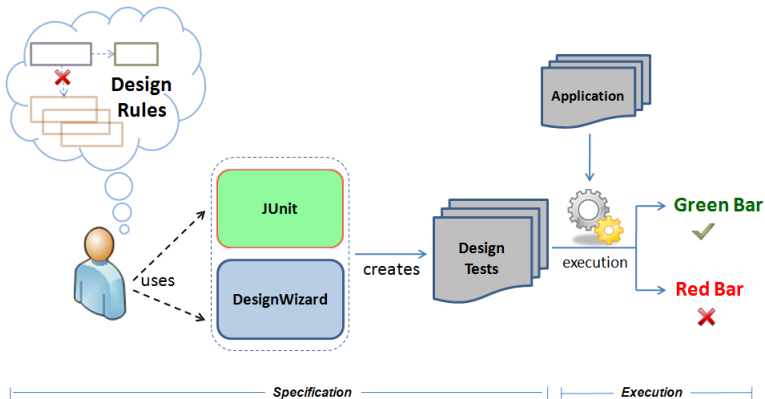 Design
Rules
Application
JUnit
Green Bar
uses
creates
Design
Tests
execution
DesignWizard
Red Bar
Specification
Execution